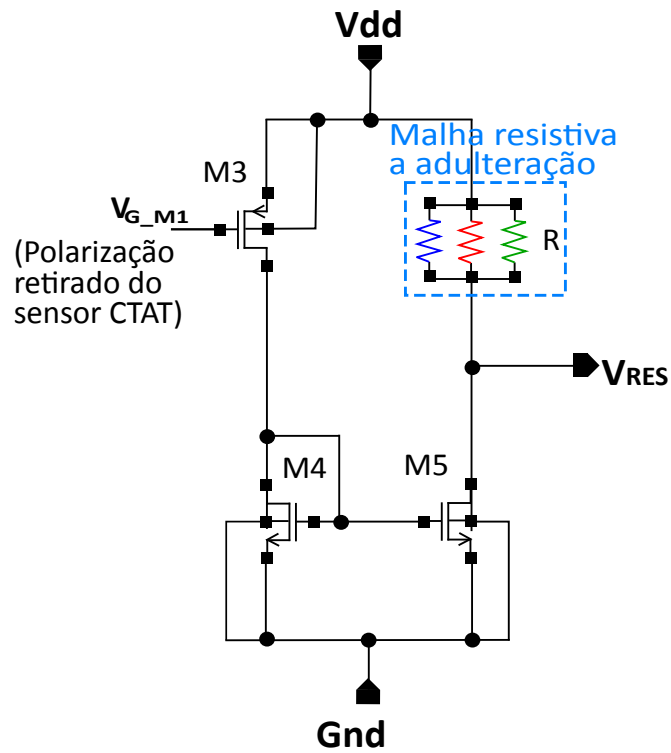 Vdd
Malha resistiva
a adulteração
M3
VG_M1
(Polarização
retirado do
sensor CTAT)
R
VRES
M4
M5
Gnd